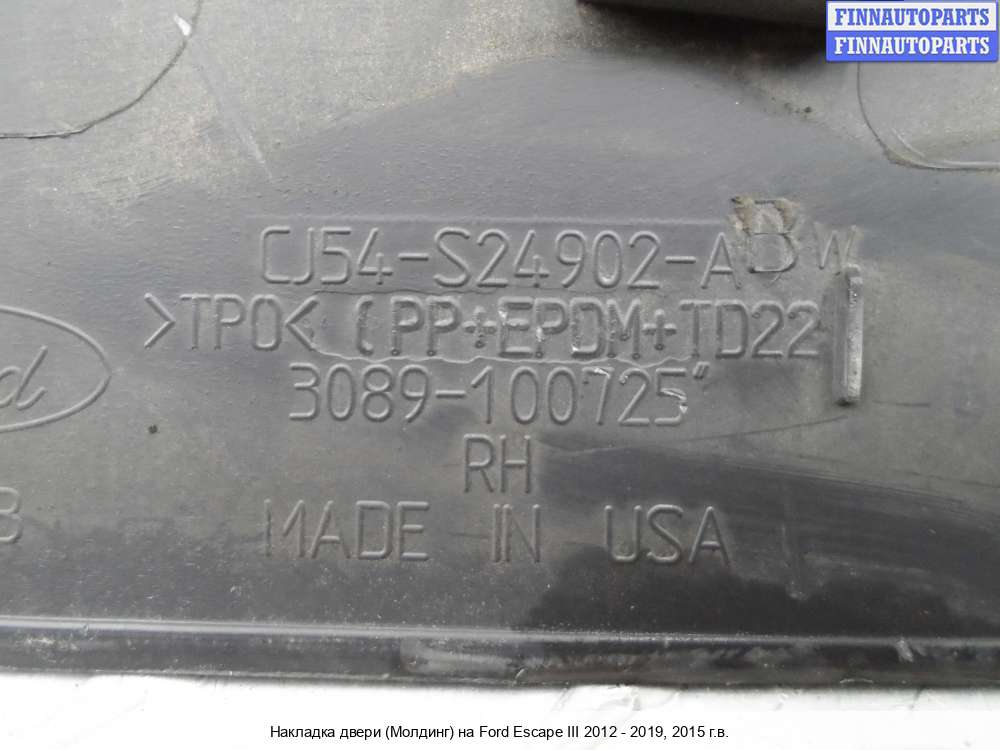 FINNAUTOPARTS
FINNAUTOPARTS
CJ54-S24902-ABW
>TPO< (PP+EPDM+TD22
3089-100725"
RH
MADE IN USA
B
Накладка двери (Молдинг) на Ford Escape III 2012 - 2019, 2015 г.в.